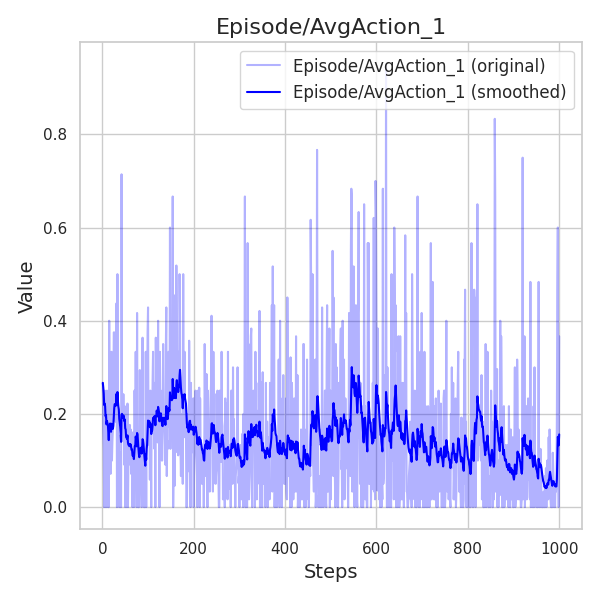 Episode/AvgAction_1
Episode/AvgAction_1 (original)
Episode/AvgAction_1 (smoothed)
Value
0.8
0.6
0.4
0.2
0.0
0 200 400 600 800 1000
Steps